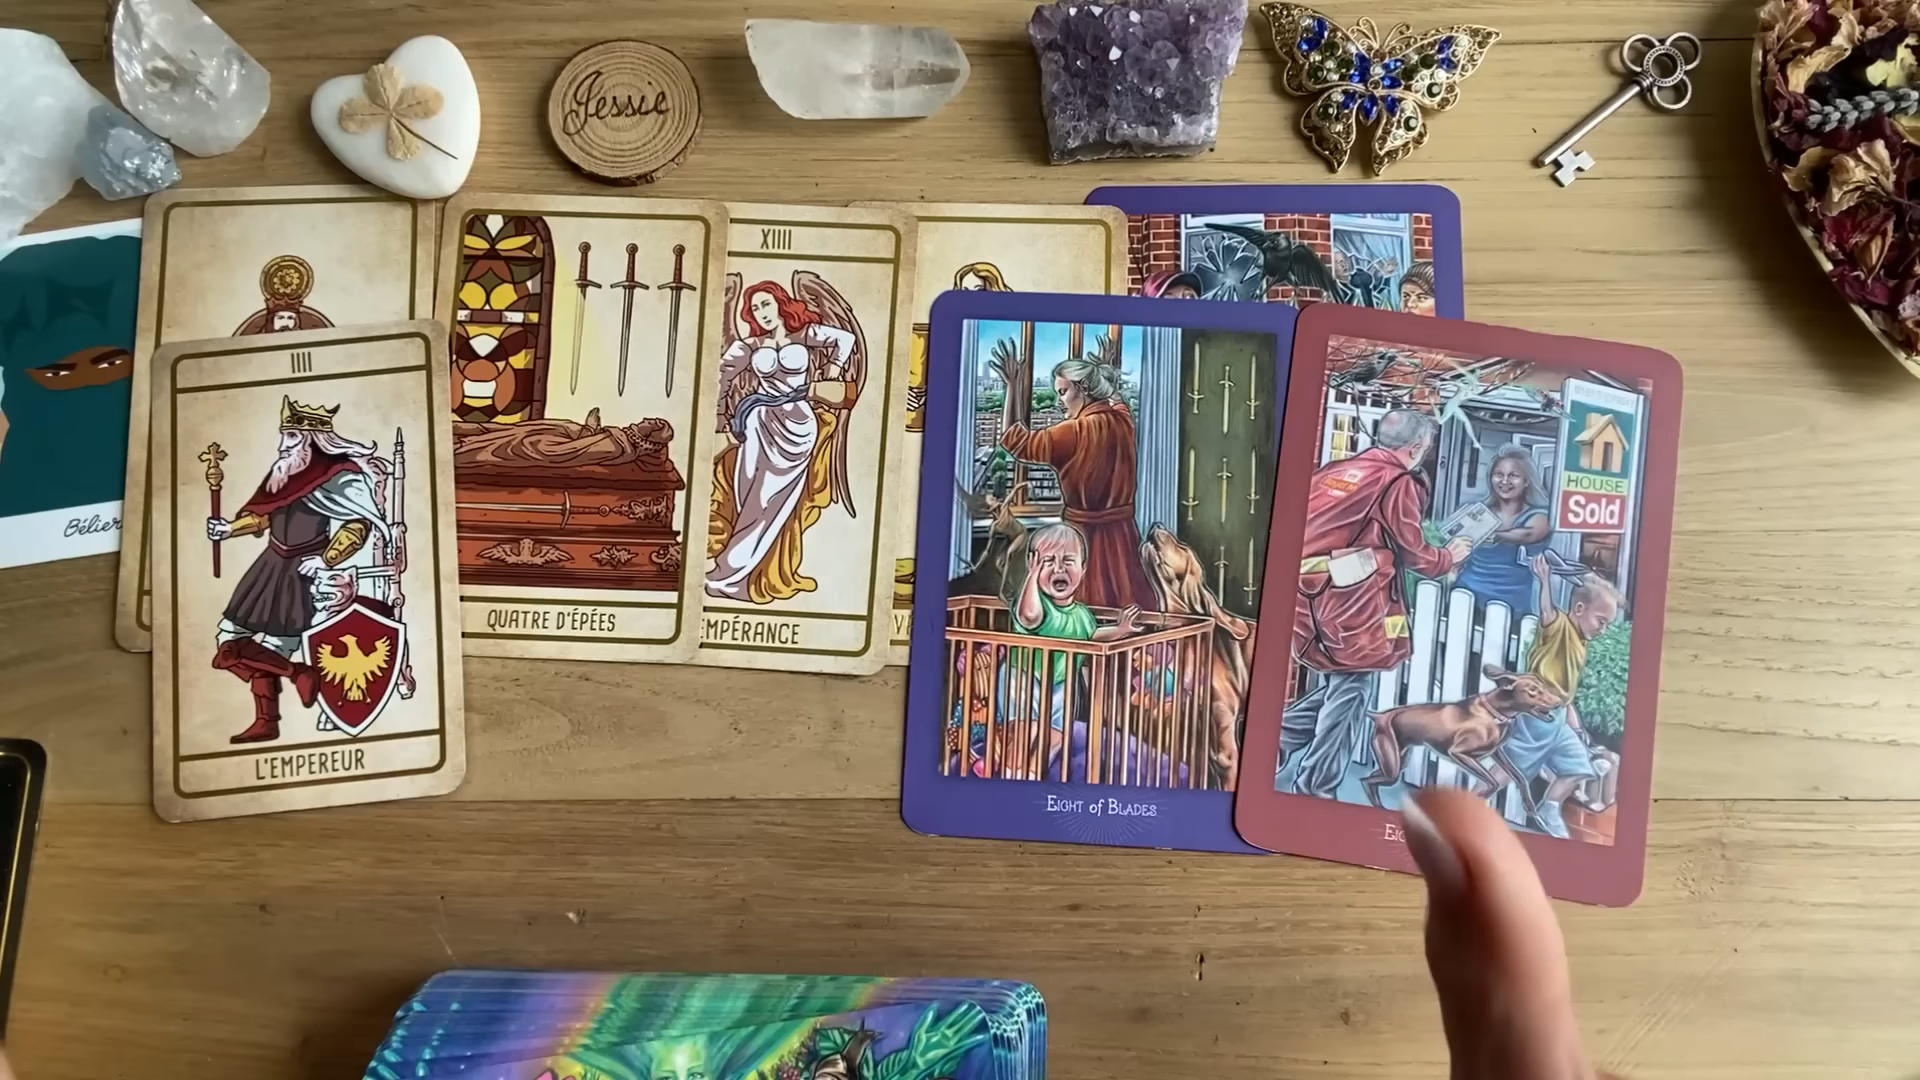 Jessie
XIIII
IIII
HOUSE
Sold
Bélier
QUATRE D'ÉPÉES
EMPÉRANCE
L'EMPEREUR
EIGHT OF BLADES